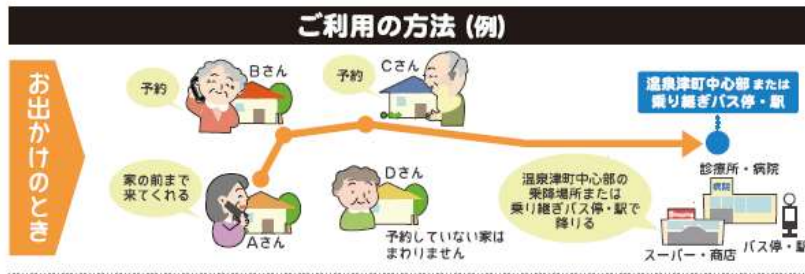 ご利用の方法(例)
お出かけのとき
予約
Bさん
予約
Cさん
温泉津町中心部 または
乗り継ぎバス停・駅
家の前まで
来てくれる
Aさん
Dさん
予約していない家は
まわりません
温泉津町中心部の
乗降場所または
乗り継ぎバス停・駅で
降りる
診療所・病院
病院
スーパー・商店
バス停・駅